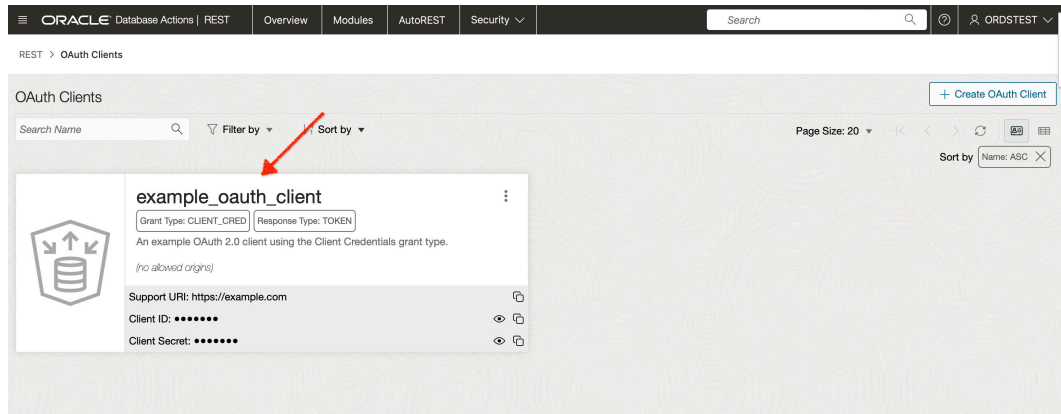 ORACLE Database Actions | REST Overview Modules AutoREST Security Search ORDSTEST
REST > OAuth Clients
OAuth Clients
+ Create OAuth Client
Search Name Filter by Sort by Page Size: 20
Sort by Name: ASC
example_oauth_client
Grant Type: CLIENT_CRED Response Type: TOKEN
An example OAuth 2.0 client using the Client Credentials grant type.
(no allowed origins)
Support URI: https://example.com
Client ID: •••••••
Client Secret: •••••••